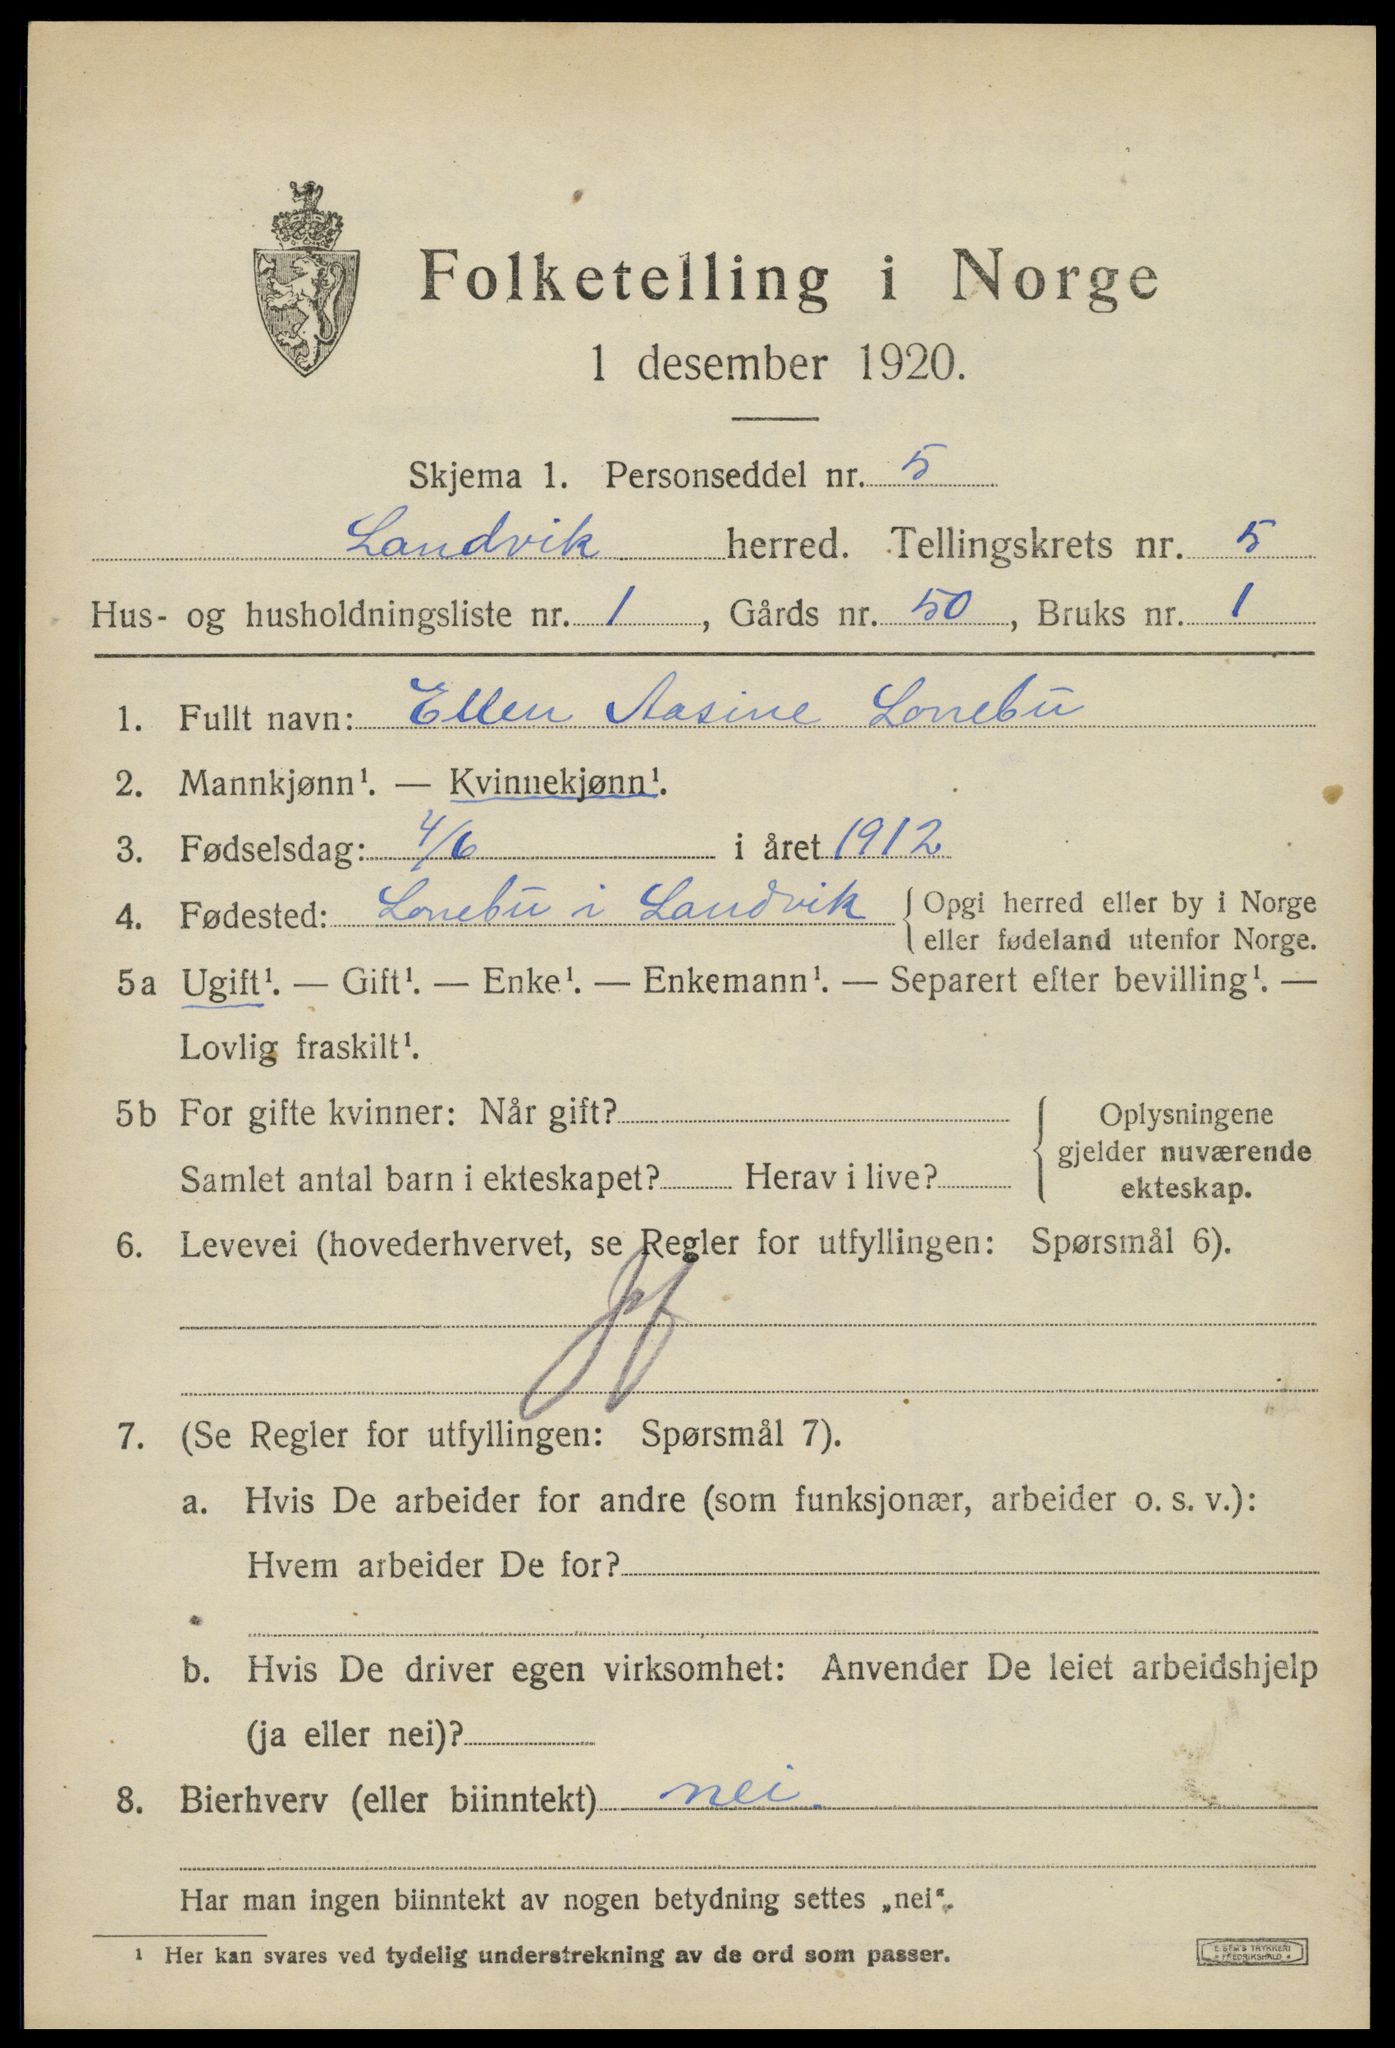 Folketelling i Norge
1 desember 1920.
Skjema 1. Personseddel nr. 5
Landvik herred. Tellingskrets nr. 5
Hus- og husholdningsliste nr. 1, Gårds nr. 50, Bruks nr. 1
1. Fullt navn: Ellen Aasine Lonebu
2. Mannkjønn¹. — Kvinnekjønn¹.
3. Fødselsdag: 4/6 i året 1912
4. Fødested: Lonebu i Landvik { Opgi herred eller by i Norge
eller fødeland utenfor Norge.
5a Ugift¹. — Gift¹. — Enke¹. — Enkemann¹. — Separert efter bevilling¹. —
Lovlig fraskilt¹.
5b For gifte kvinner: Når gift? { Oplysningene
gjelder nuværende
Samlet antal barn i ekteskapet? Herav i live?
ekteskap.
6. Levevei (hovederhvervet, se Regler for utfyllingen: Spørsmål 6).
7. (Se Regler for utfyllingen: Spørsmål 7).
a. Hvis De arbeider for andre (som funksjonær, arbeider o. s. v.):
Hvem arbeider De for?
b. Hvis De driver egen virksomhet: Anvender De leiet arbeidshjelp
(ja eller nei)?
8. Bierhverv (eller biinntekt) nei.
Har man ingen biinntekt av nogen betydning settes „nei“.
¹ Her kan svares ved tydelig understrekning av de ord som passer.
TRYKKERI
FREDRIKSHALD